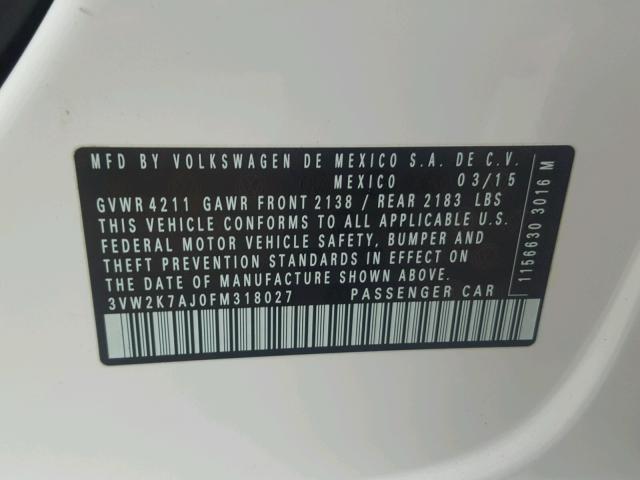 MFD BY VOLKSWAGEN DE MEXICO S.A. DE C.V.
MEXICO 03/15
GVWR 4211 GAWR FRONT 2138 / REAR 2183 LBS
THIS VEHICLE CONFORMS TO ALL APPLICABLE U.S.
FEDERAL MOTOR VEHICLE SAFETY, BUMPER AND
THEFT PREVENTION STANDARDS IN EFFECT ON
THE DATE OF MANUFACTURE SHOWN ABOVE.
3VW2K7AJ0FM318027 PASSENGER CAR
1156630 3016 M